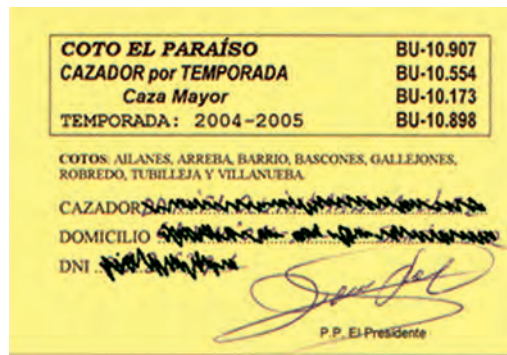 COTO EL PARAÍSO BU-10.907
CAZADOR por TEMPORADA BU-10.554
Caza Mayor BU-10.173
TEMPORADA: 2004-2005 BU-10.898
COTOS: AILANES, ARREBA, BARRIO, BASCONES, GALLEJONES,
ROBREDO, TUBILLEJA Y VILLANUEBA.
CAZADOR
DOMICILIO
DNI
P.P. El Presidente